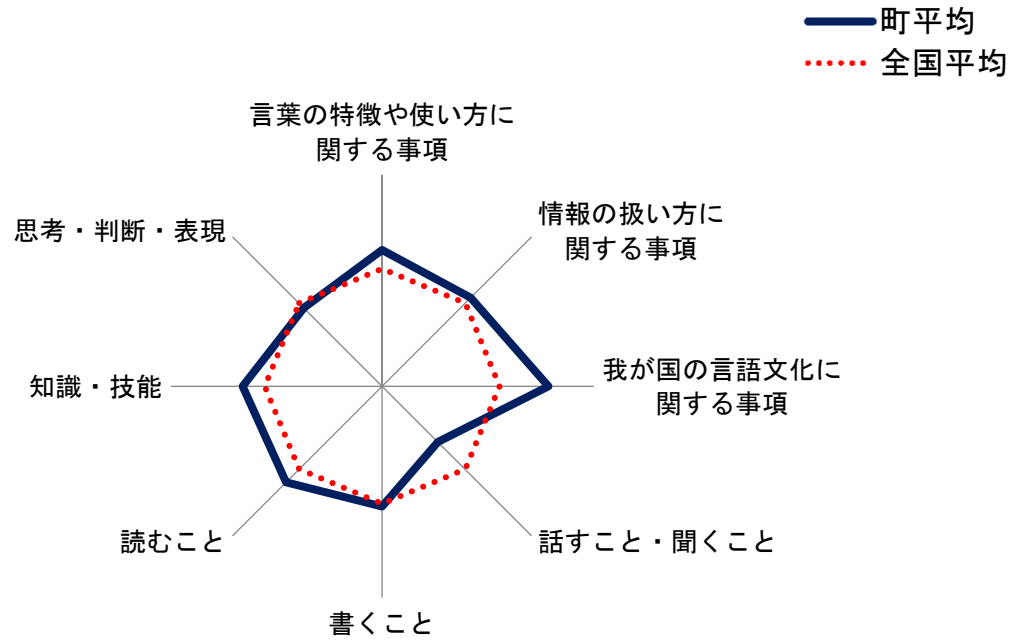 町平均
全国平均
言葉の特徴や使い方に
関する事項
情報の扱い方に
関する事項
我が国の言語文化に
関する事項
話すこと・聞くこと
書くこと
読むこと
知識・技能
思考・判断・表現